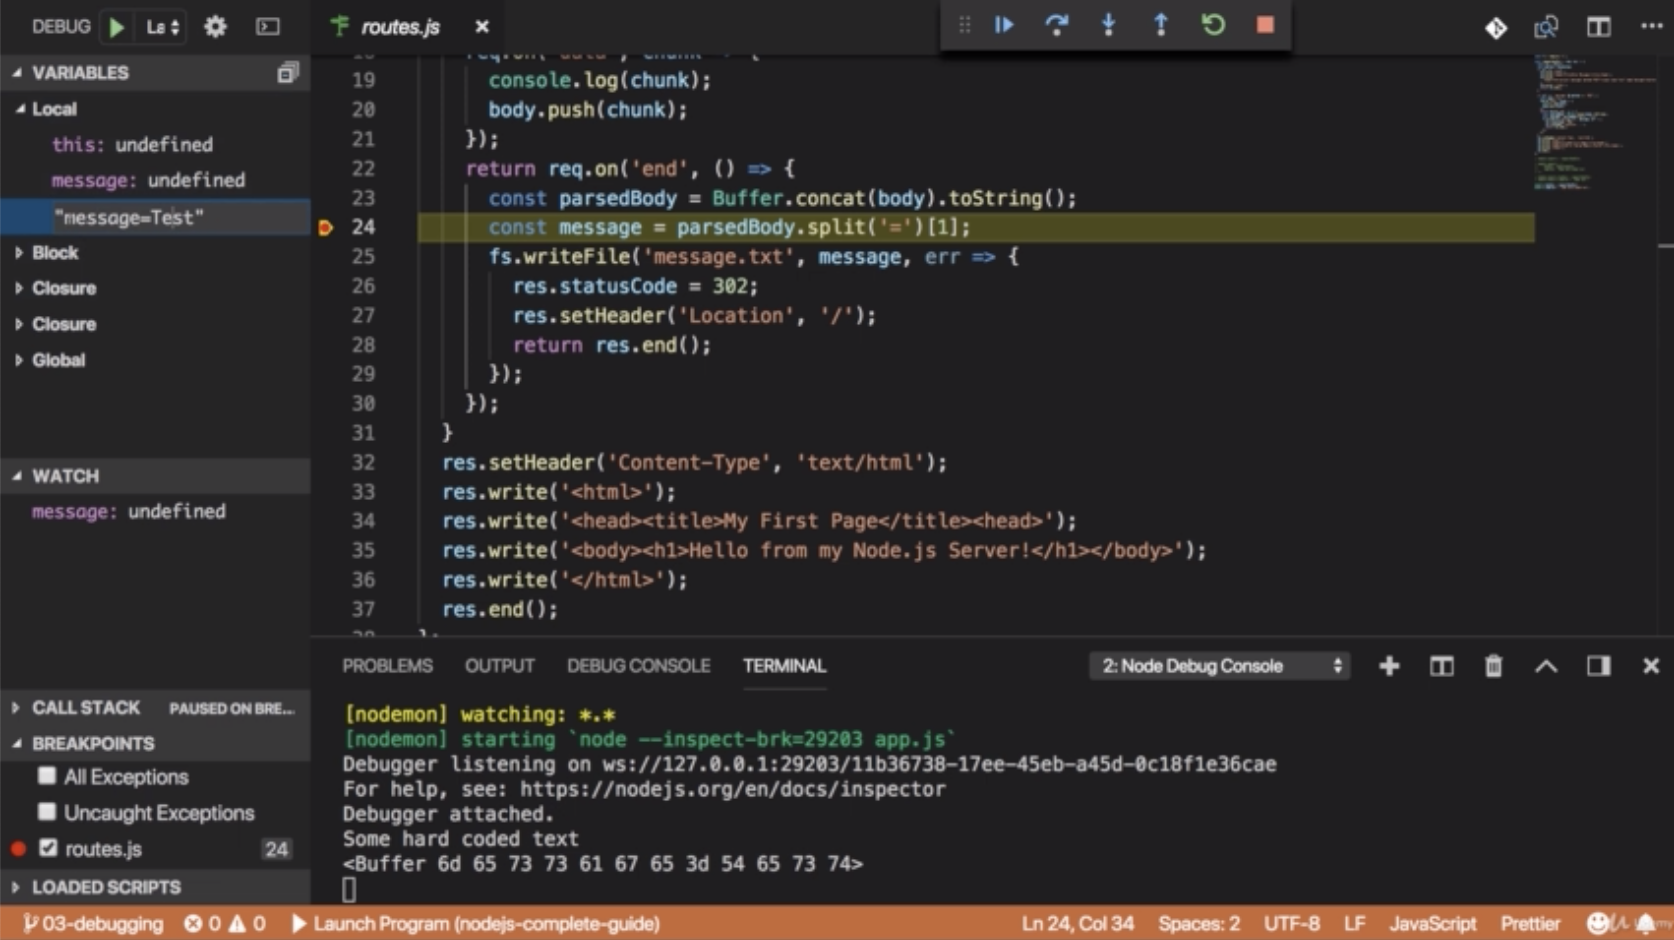 DEBUG La
routes.js
VARIABLES
Local
this: undefined
message: undefined
"message=Test"
Block
Closure
Closure
Global
WATCH
message: undefined
CALL STACK PAUSED ON BRE...
BREAKPOINTS
All Exceptions
Uncaught Exceptions
routes.js 24
LOADED SCRIPTS
19 console.log(chunk);
20 body.push(chunk);
21 });
22 return req.on('end', () => {
23 const parsedBody = Buffer.concat(body).toString();
24 const message = parsedBody.split('=')[1];
25 fs.writeFile('message.txt', message, err => {
26 res.statusCode = 302;
27 res.setHeader('Location', '/');
28 return res.end();
29 });
30 });
31 }
32 res.setHeader('Content-Type', 'text/html');
33 res.write('<html>');
34 res.write('<head><title>My First Page</title><head>');
35 res.write('<body><h1>Hello from my Node.js Server!</h1></body>');
36 res.write('</html>');
37 res.end();
PROBLEMS OUTPUT DEBUG CONSOLE TERMINAL 2: Node Debug Console
[nodemon] watching: *.*
[nodemon] starting `node --inspect-brk=29203 app.js`
Debugger listening on ws://127.0.0.1:29203/11b36738-17ee-45eb-a45d-0c18f1e36cae
For help, see: https://nodejs.org/en/docs/inspector
Debugger attached.
Some hard coded text
<Buffer 6d 65 73 73 61 67 65 3d 54 65 73 74>
03-debugging 0 0 Launch Program (nodejs-complete-guide) Ln 24, Col 34 Spaces: 2 UTF-8 LF JavaScript Prettier